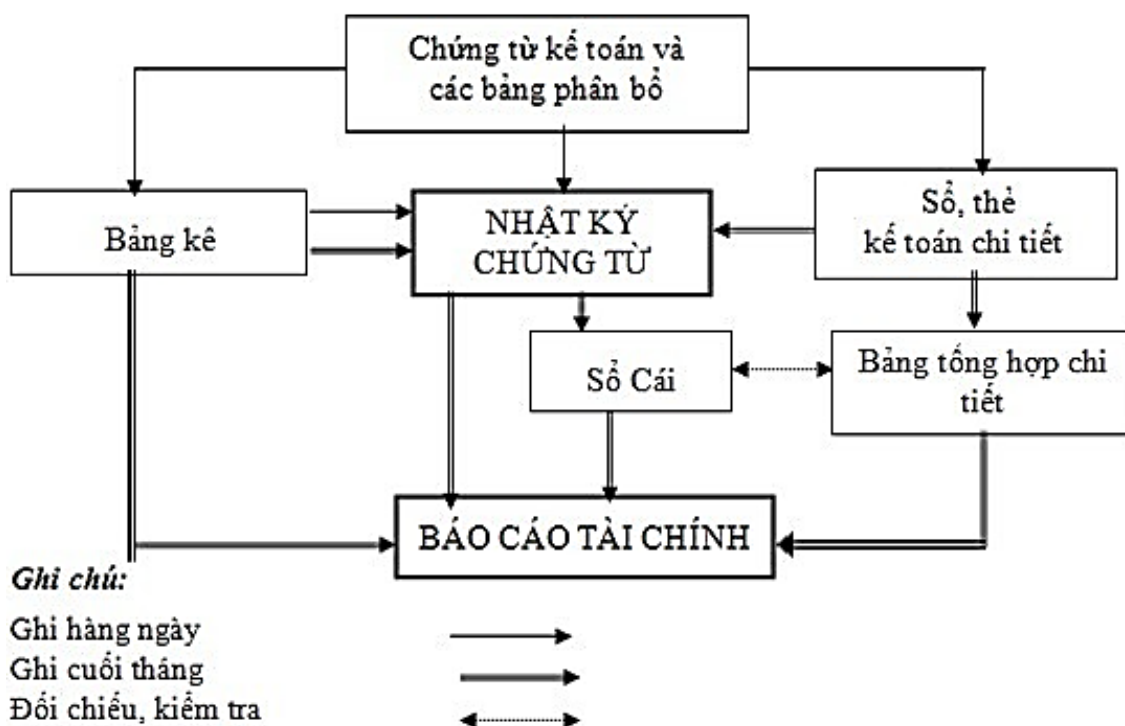 Chứng từ kế toán và
các bảng phân bổ
Bảng kê
NHẬT KÝ
CHỨNG TỪ
Sổ, thẻ
kế toán chi tiết
Sổ Cái
Bảng tổng hợp chi
tiết
BÁO CÁO TÀI CHÍNH
Ghi chú:
Ghi hàng ngày
Ghi cuối tháng
Đối chiếu, kiểm tra